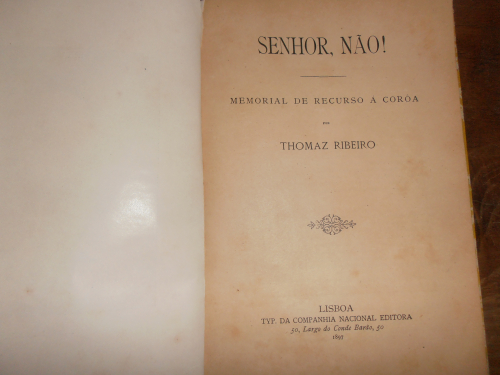 SENHOR, NÃO!
MEMORIAL DE RECURSO Á CORÔA
POR
THOMAZ RIBEIRO
LISBOA
TYP. DA COMPANHIA NACIONAL EDITORA
50, Largo do Conde Barão, 50